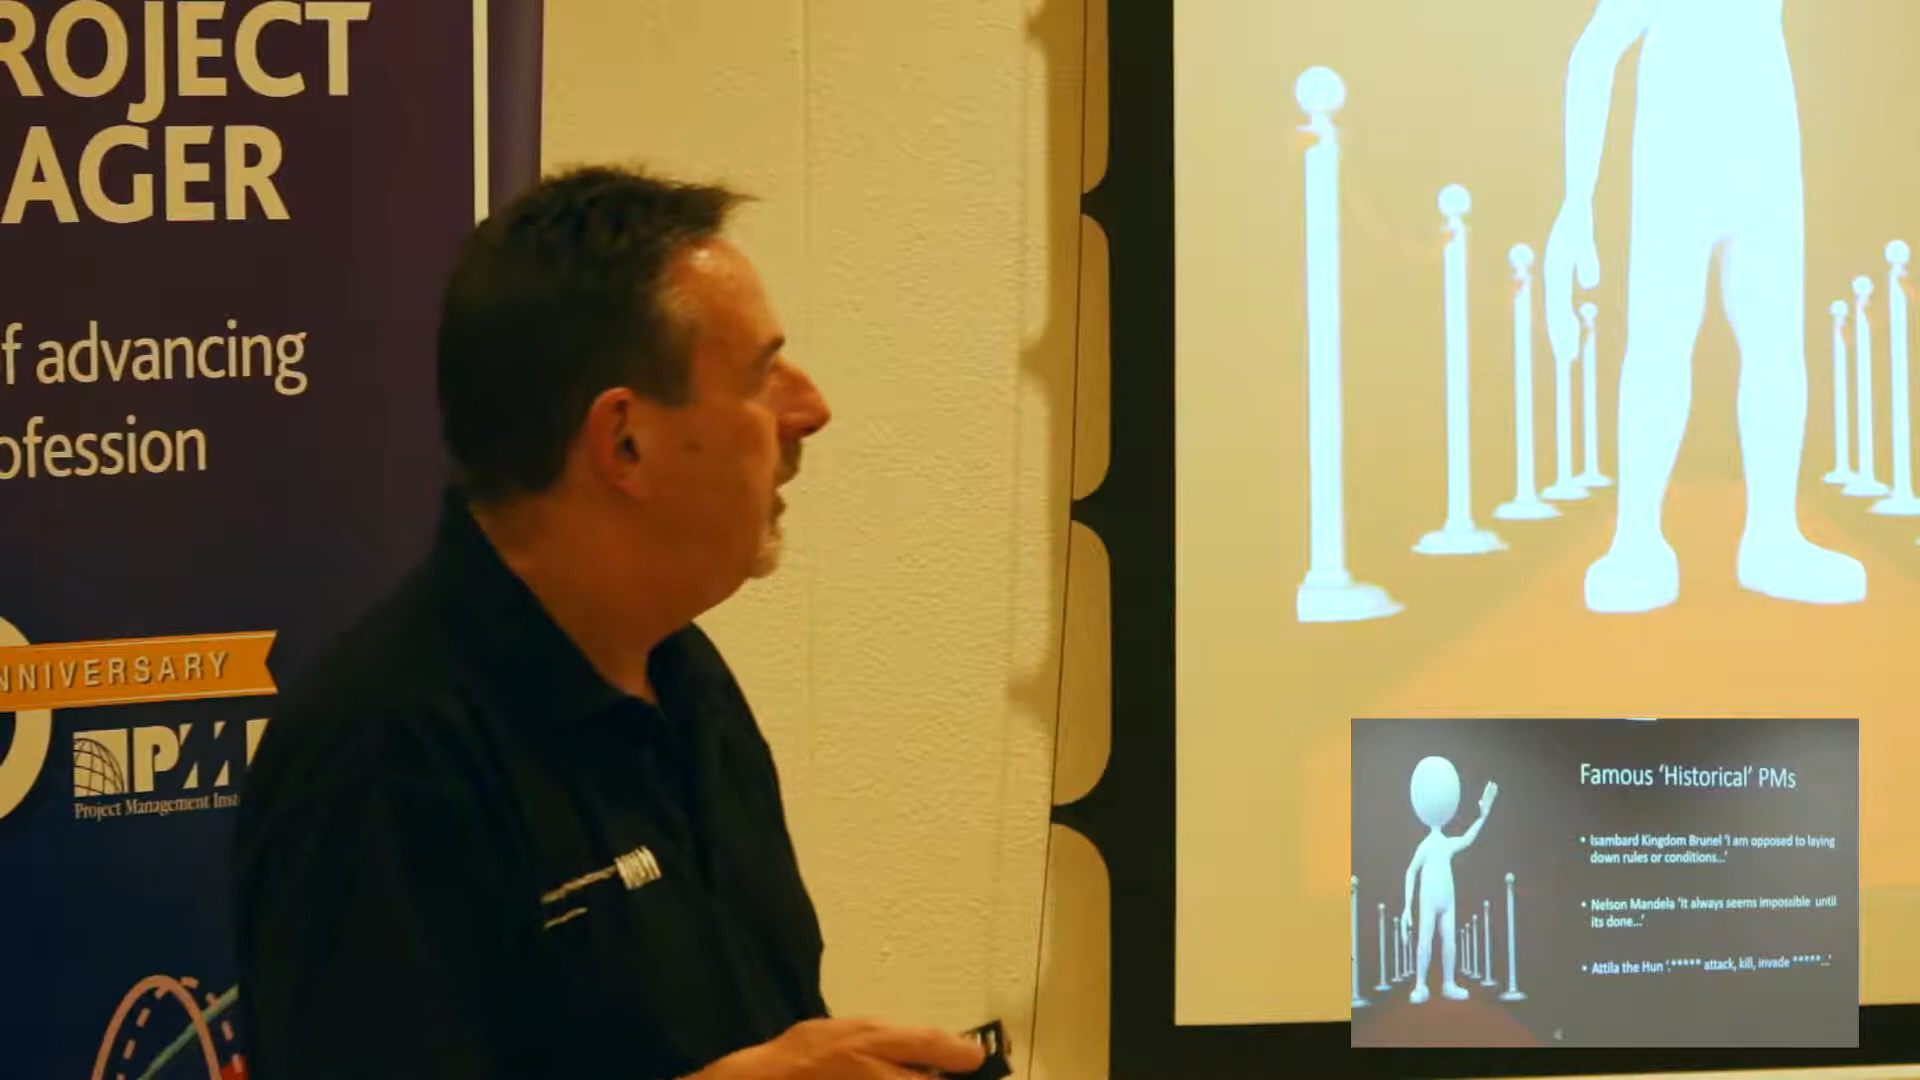 ROJECT
AGER
f advancing
ofession
NNIVERSARY
PMI
Project Management Inst
Famous 'Historical' PMs
• Isambard Kingdom Brunel 'I am opposed to laying
down rules or conditions...'
• Nelson Mandela 'It always seems impossible until
its done...'
• Attila the Hun '.***** attack, kill, invade *****...'